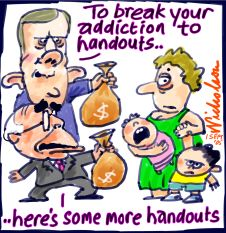 To break your
addiction to
handouts..
Nicholson
$
$
..here's some more handouts